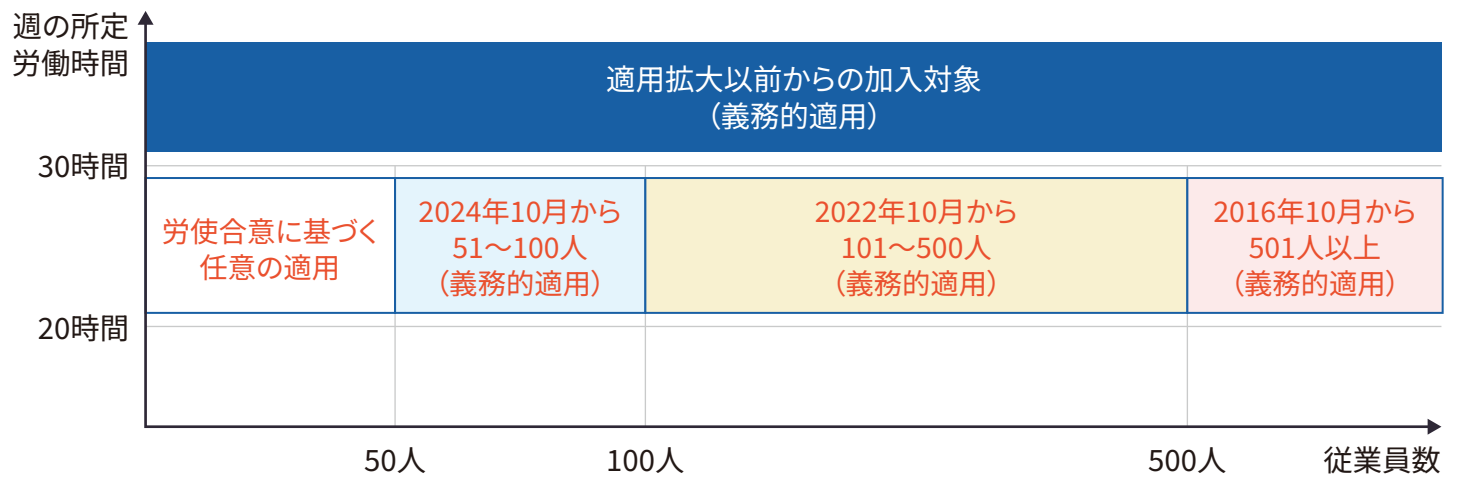 週の所定
労働時間
適用拡大以前からの加入対象
（義務的適用）
30時間
労使合意に基づく
任意の適用
2024年10月から
51～100人
（義務的適用）
2022年10月から
101～500人
（義務的適用）
2016年10月から
501人以上
（義務的適用）
20時間
50人
100人
500人
従業員数